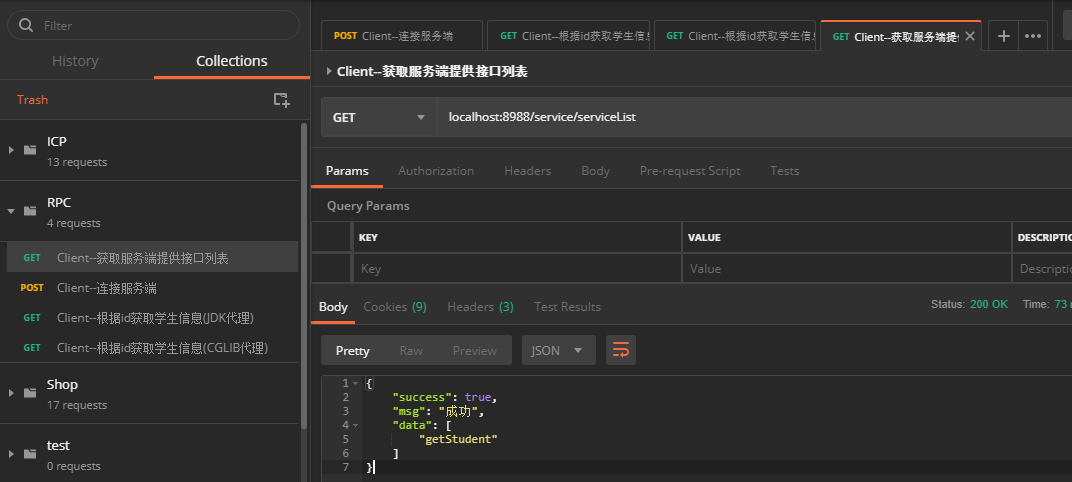 Filter
History
Collections
Trash
ICP
13 requests
RPC
4 requests
GET Client--获取服务端提供接口列表
POST Client--连接服务端
GET Client--根据id获取学生信息(JDK代理)
GET Client--根据id获取学生信息(CGLIB代理)
Shop
17 requests
test
0 requests
POST Client--连接服务端
GET Client--根据id获取学生信息
GET Client--根据id获取学生信息
GET Client--获取服务端提
Client--获取服务端提供接口列表
GET localhost:8988/service/serviceList
Params Authorization Headers Body Pre-request Script Tests
Query Params
KEY VALUE DESCRIPTIO
Key Value Descriptio
Body Cookies (9) Headers (3) Test Results Status: 200 OK Time: 73
Pretty Raw Preview JSON
1 {
2 "success": true,
3 "msg": "成功",
4 "data": [
5 "getStudent"
6 ]
7 }